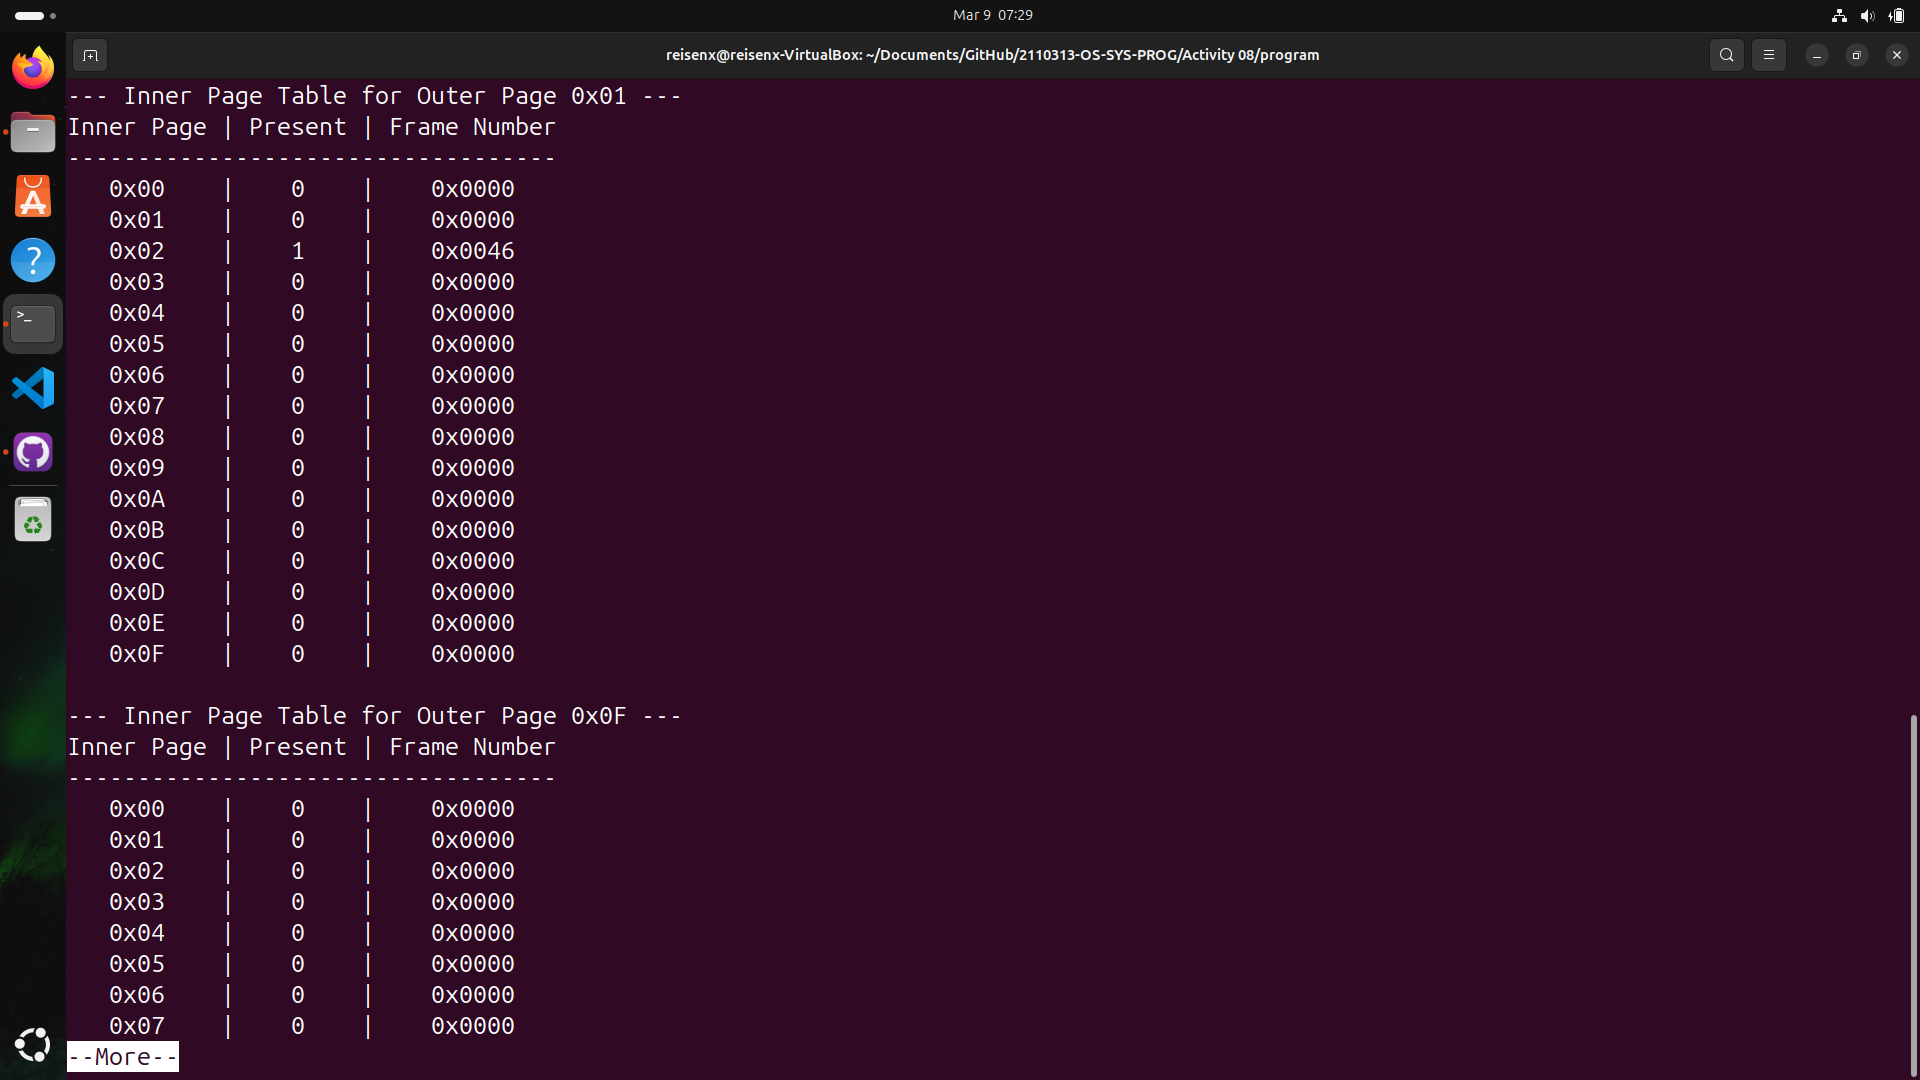 Mar 9 07:29
reisenx@reisenx-VirtualBox: ~/Documents/GitHub/2110313-OS-SYS-PROG/Activity 08/program
--- Inner Page Table for Outer Page 0x01 ---
Inner Page | Present | Frame Number
-----------------------------------
0x00 | 0 | 0x0000
0x01 | 0 | 0x0000
0x02 | 1 | 0x0046
0x03 | 0 | 0x0000
0x04 | 0 | 0x0000
0x05 | 0 | 0x0000
0x06 | 0 | 0x0000
0x07 | 0 | 0x0000
0x08 | 0 | 0x0000
0x09 | 0 | 0x0000
0x0A | 0 | 0x0000
0x0B | 0 | 0x0000
0x0C | 0 | 0x0000
0x0D | 0 | 0x0000
0x0E | 0 | 0x0000
0x0F | 0 | 0x0000
--- Inner Page Table for Outer Page 0x0F ---
Inner Page | Present | Frame Number
-----------------------------------
0x00 | 0 | 0x0000
0x01 | 0 | 0x0000
0x02 | 0 | 0x0000
0x03 | 0 | 0x0000
0x04 | 0 | 0x0000
0x05 | 0 | 0x0000
0x06 | 0 | 0x0000
0x07 | 0 | 0x0000
--More--